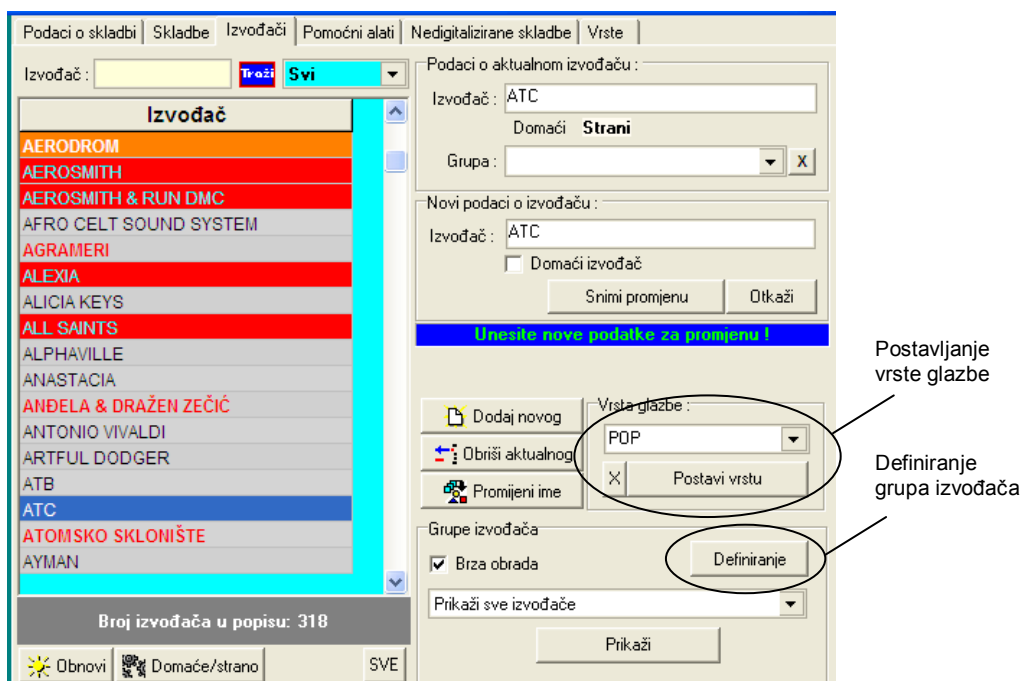 Podaci o skladbi Skladbe Izvođači Pomoćni alati Nedigitalizirane skladbe Vrste
Izvođač : Traži Svi
Izvođač
AERODROM
AEROSMITH
AEROSMITH & RUN DMC
AFRO CELT SOUND SYSTEM
AGRAMERI
ALEXIA
ALICIA KEYS
ALL SAINTS
ALPHAVILLE
ANASTACIA
ANĐELA & DRAŽEN ZEČIĆ
ANTONIO VIVALDI
ARTFUL DODGER
ATB
ATC
ATOMSKO SKLONIŠTE
AYMAN
Broj izvođača u popisu: 318
Obnovi Domaće/strano SVE
Podaci o aktualnom izvođaču :
Izvođač : ATC
Domaći Strani
Grupa : X
Novi podaci o izvođaču :
Izvođač : ATC
Domaći izvođač
Snimi promjenu Otkaži
Unesite nove podatke za promjenu !
Dodaj novog
Obriši aktualnog
Promijeni ime
Vrsta glazbe :
POP
X Postavi vrstu
Grupe izvođača
Brza obrada Definiranje
Prikaži sve izvođače
Prikaži
Postavljanje
vrste glazbe
Definiranje
grupa izvođača